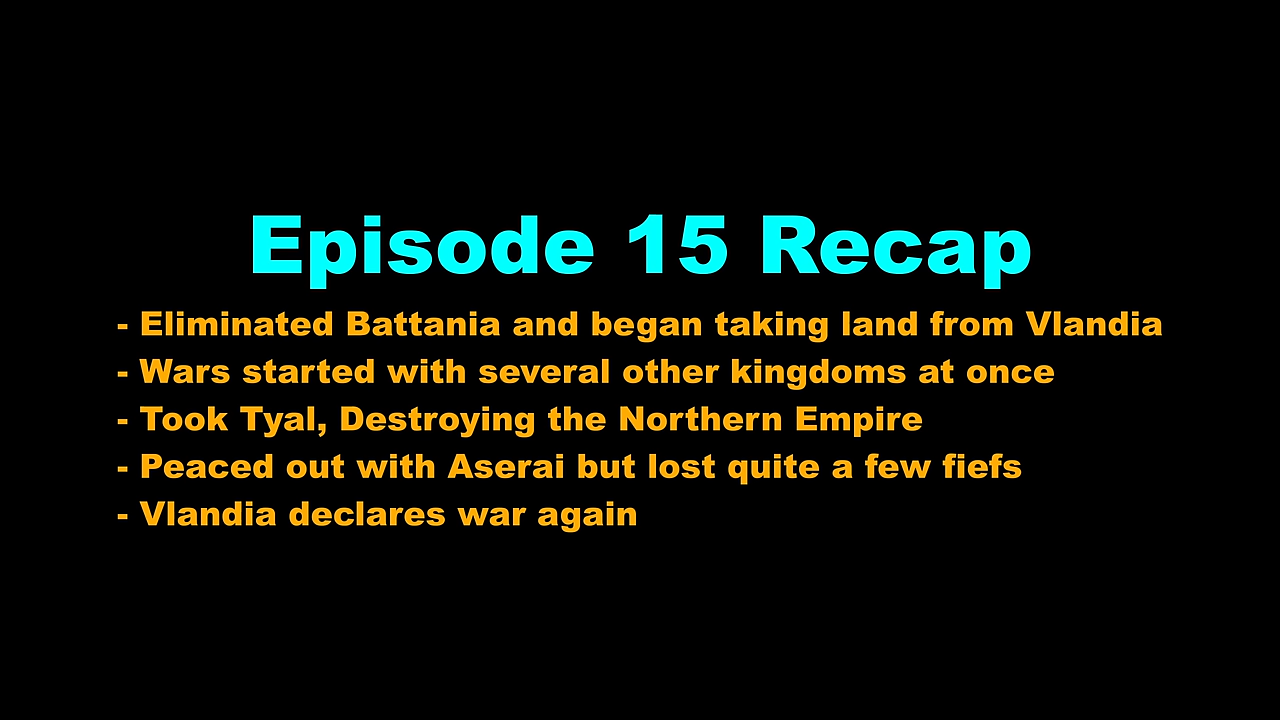 Episode 15 Recap
- Eliminated Battania and began taking land from Vlandia
- Wars started with several other kingdoms at once
- Took Tyal, Destroying the Northern Empire
- Peaced out with Aserai but lost quite a few fiefs
- Vlandia declares war again